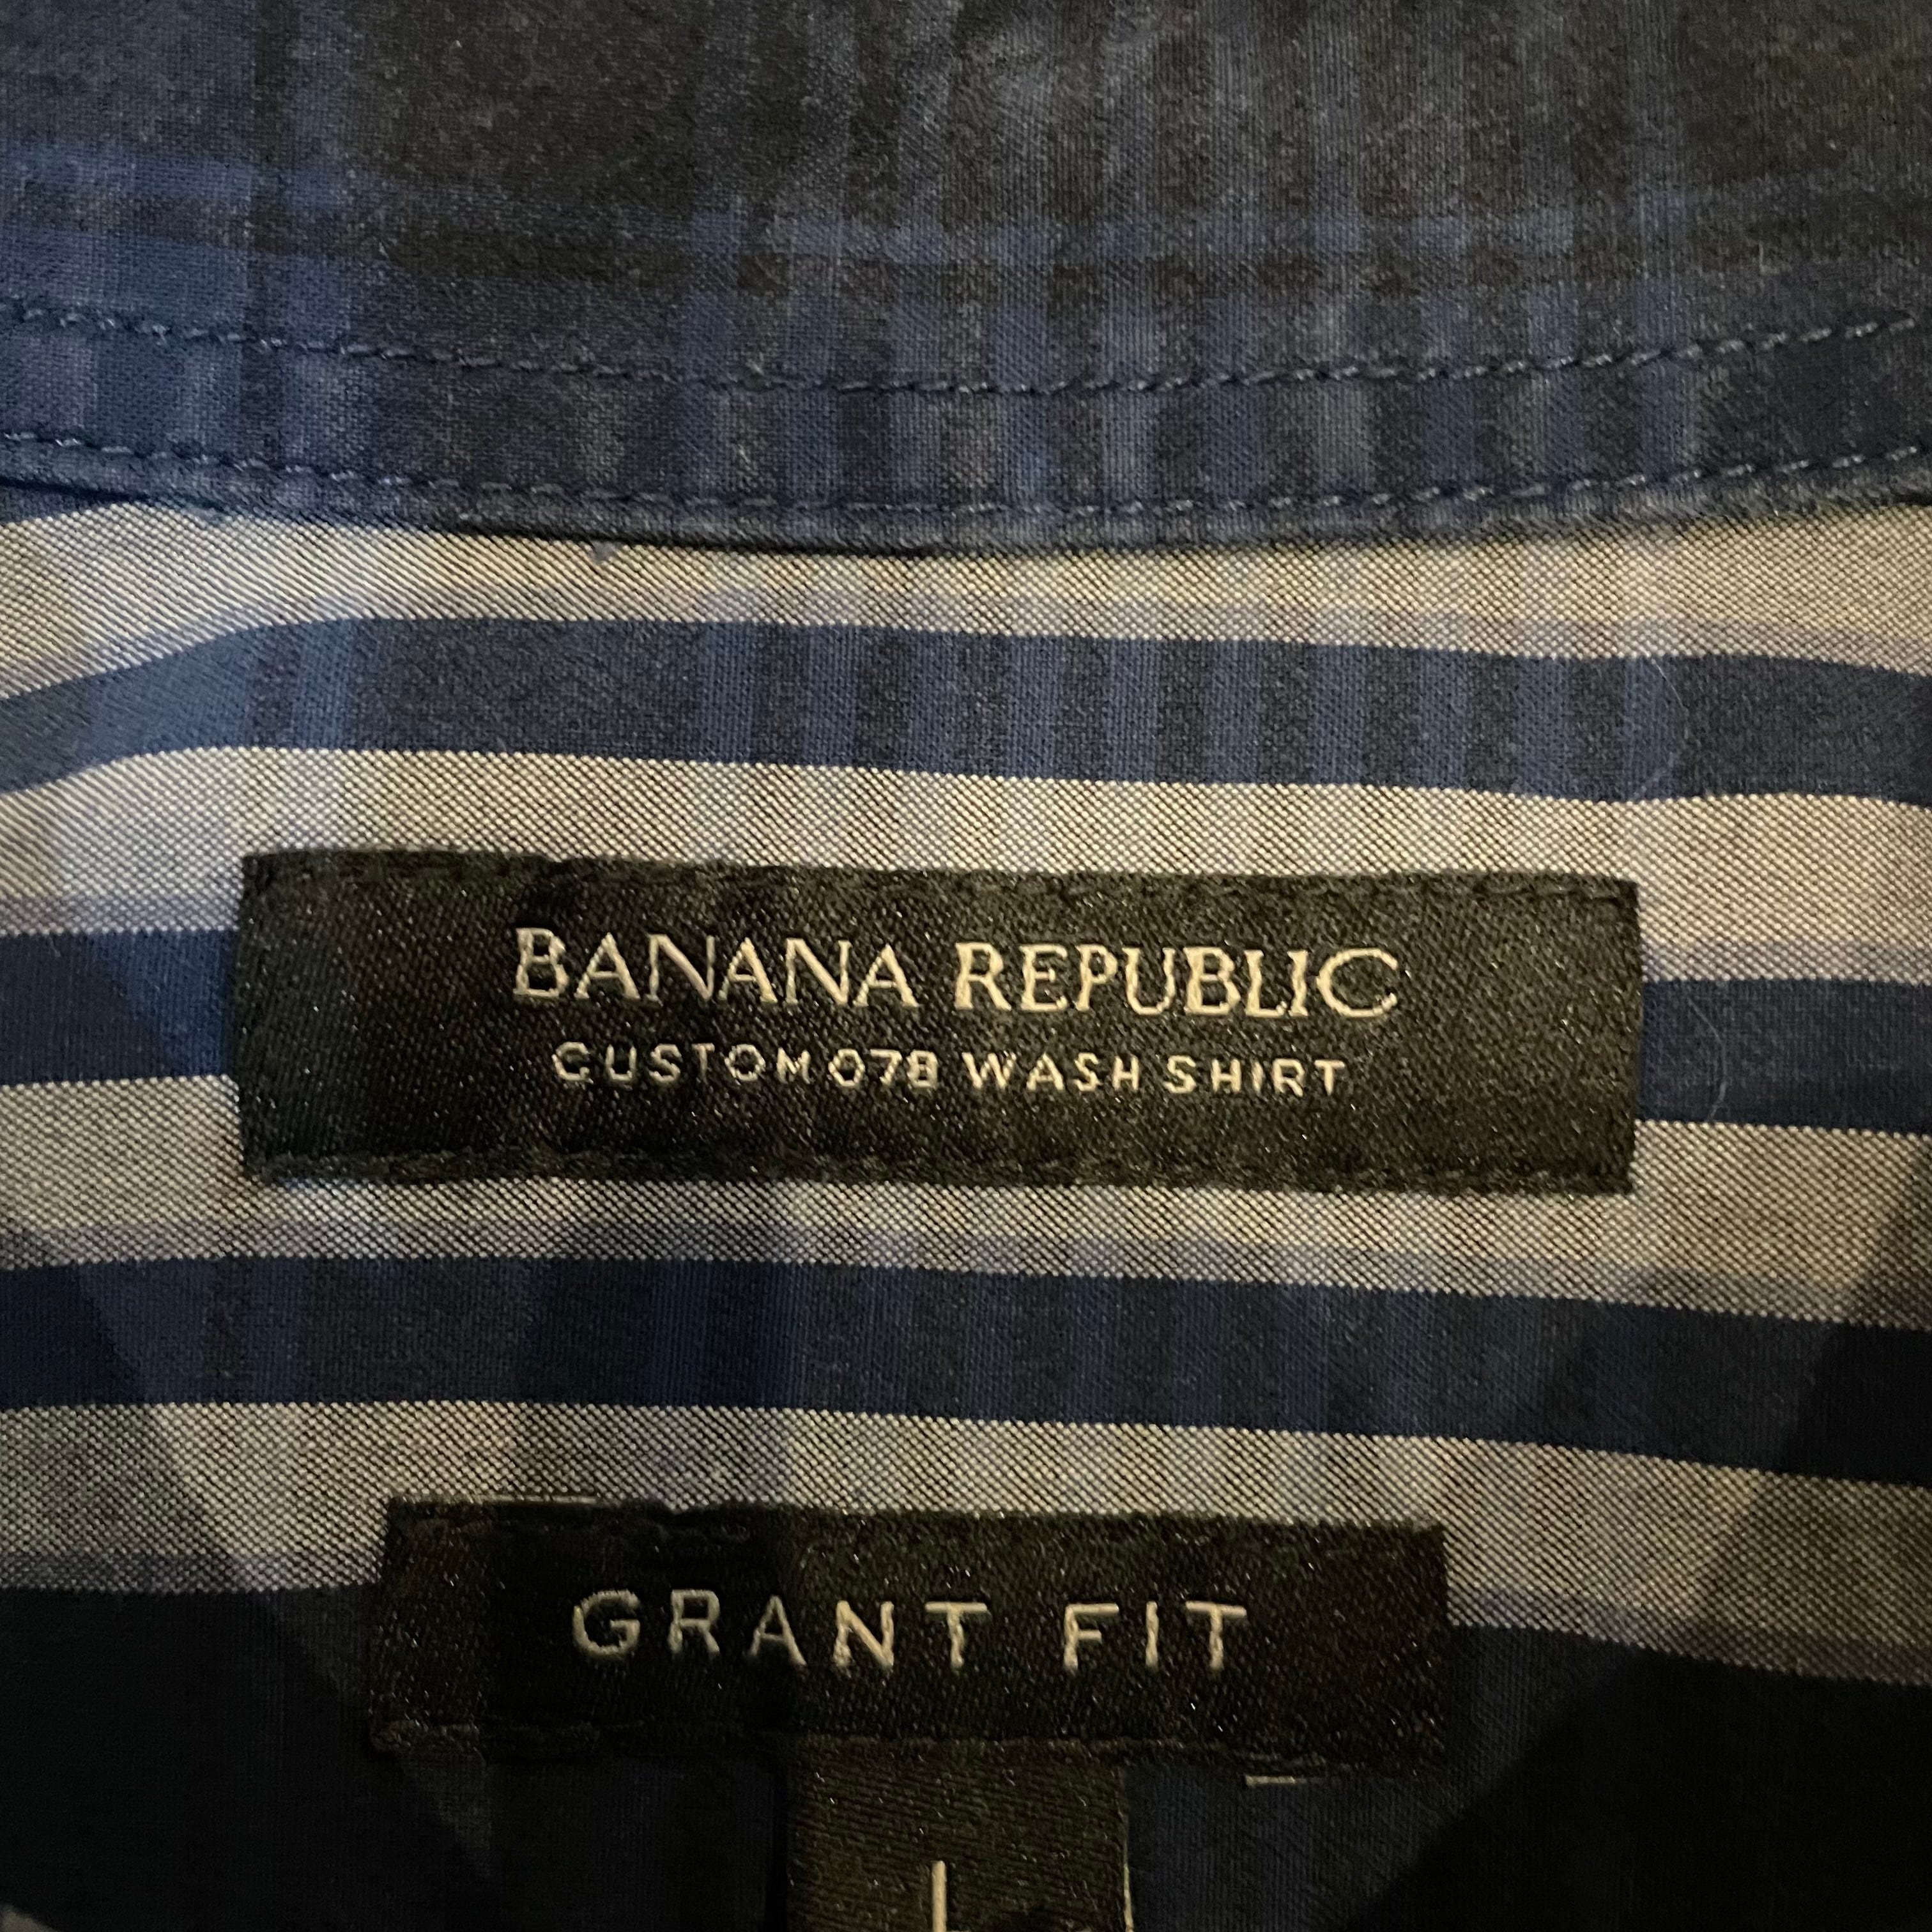 BANANA REPUBLIC
CUSTOM 078 WASH SHIRT
GRANT FIT
L